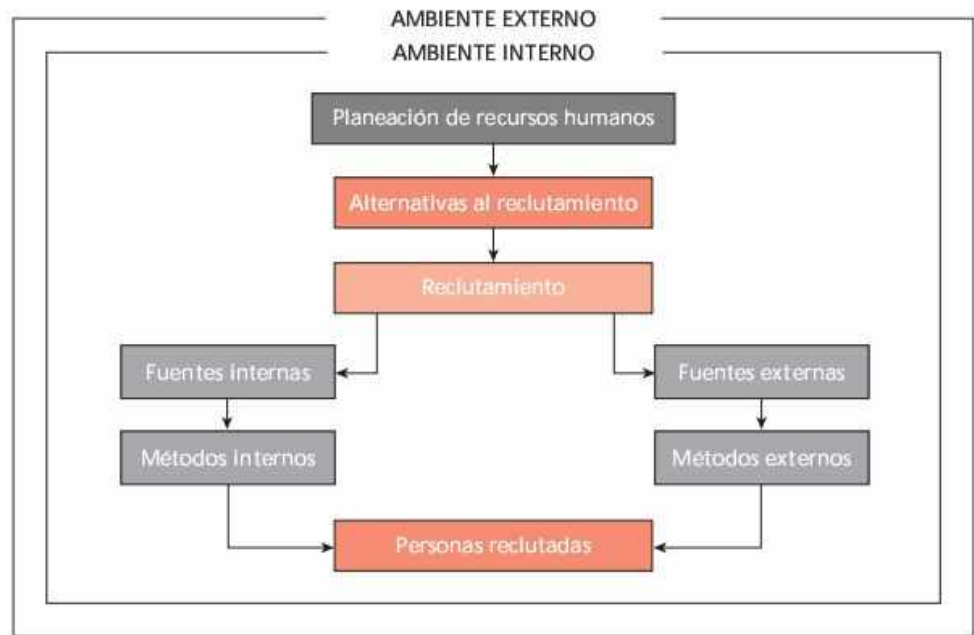 AMBIENTE EXTERNO
AMBIENTE INTERNO
Planeación de recursos humanos
Alternativas al reclutamiento
Reclutamiento
Fuentes internas
Fuentes externas
Métodos internos
Métodos externos
Personas reclutadas